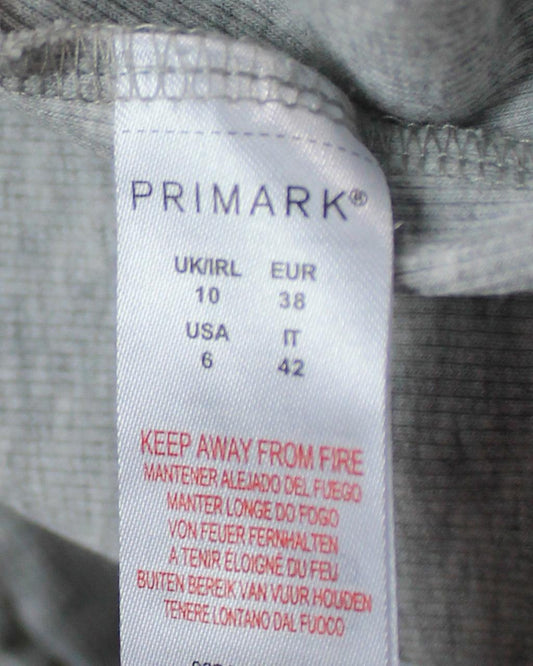 PRIMARK®
UK/IRL EUR
10 38
USA IT
6 42
KEEP AWAY FROM FIRE
MANTENER ALEJADO DEL FUEGO
MANTER LONGE DO FOGO
VON FEUER FERNHALTEN
A TENIR ÉLOIGNÉ DU FEU
BUITEN BEREIK VAN VUUR HOUDEN
TENERE LONTANO DAL FUOCO